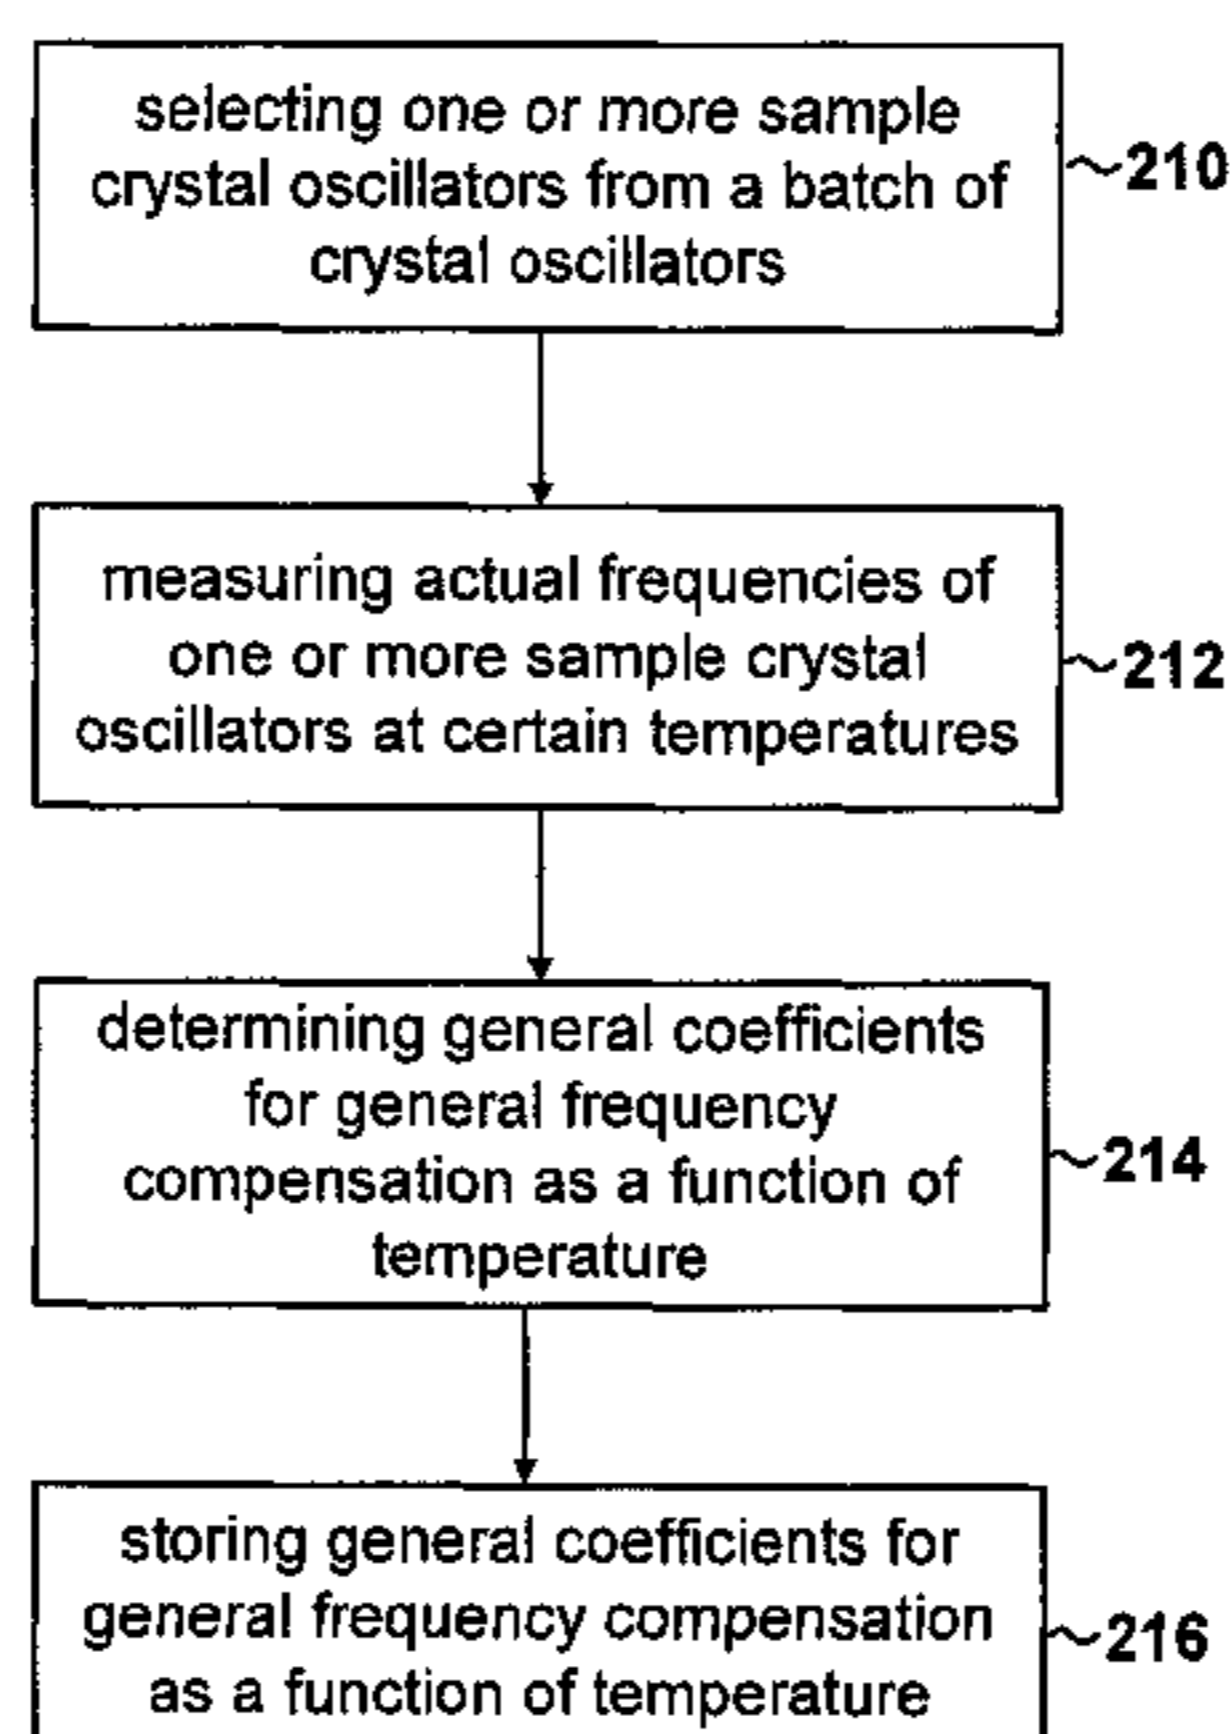 selecting one or more sample
crystal oscillators from a batch of
crystal oscillators
210
measuring actual frequencies of
one or more sample crystal
oscillators at certain temperatures
212
determining general coefficients
for general frequency
compensation as a function of
temperature
214
storing general coefficients for
general frequency compensation
as a function of temperature
216